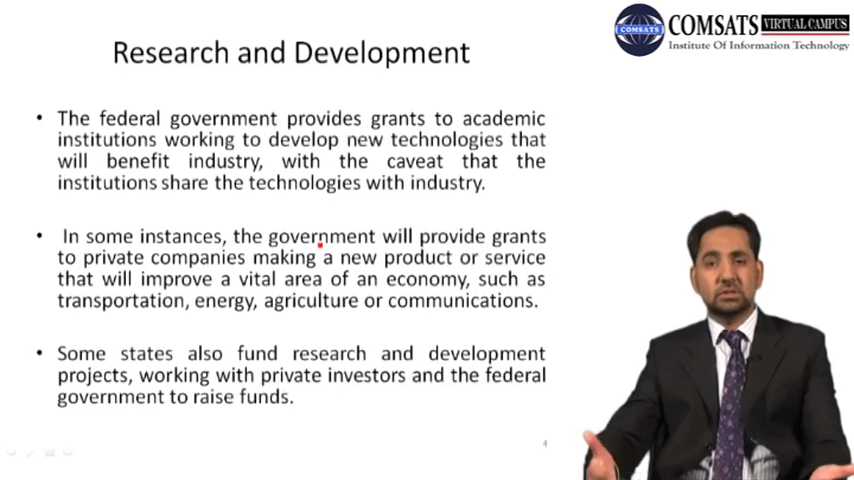 COMSATS
COMSATS VIRTUAL CAMPUS
Institute Of Information Technology
Research and Development
• The federal government provides grants to academic
institutions working to develop new technologies that
will benefit industry, with the caveat that the
institutions share the technologies with industry.
• In some instances, the government will provide grants
to private companies making a new product or service
that will improve a vital area of an economy, such as
transportation, energy, agriculture or communications.
• Some states also fund research and development
projects, working with private investors and the federal
government to raise funds.
4